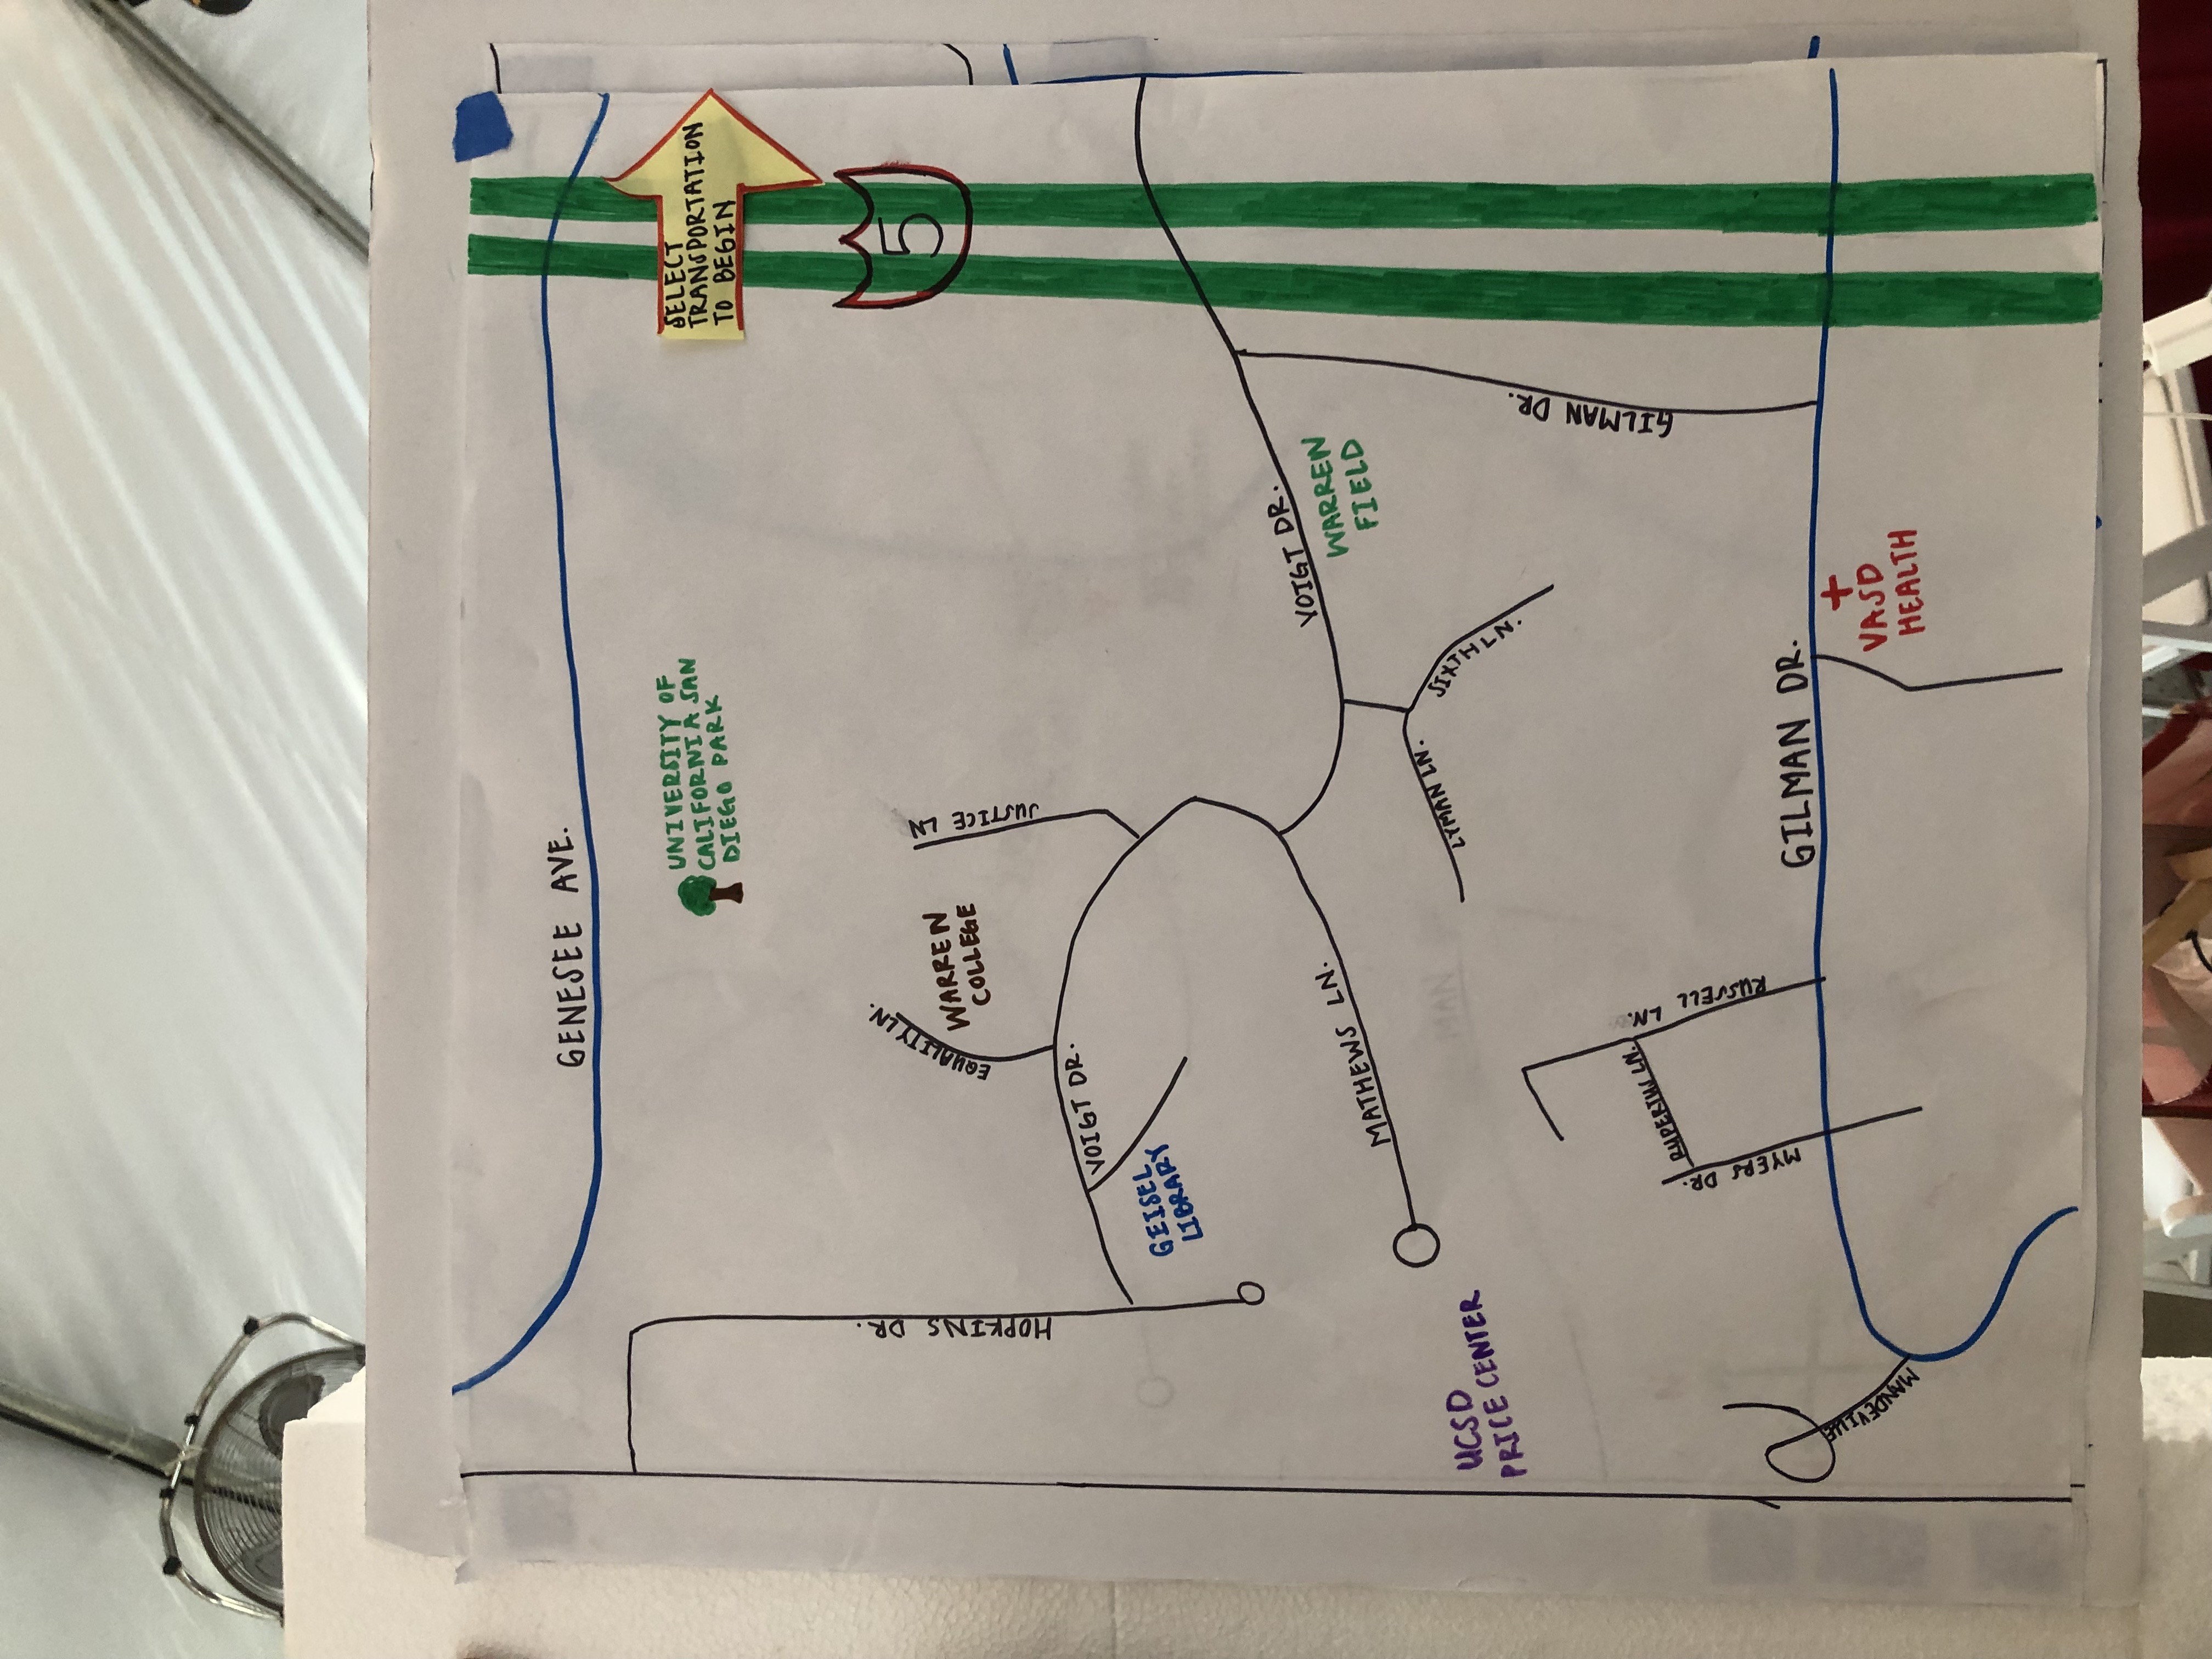 GENESEE AVE.
UNIVERSITY OF
CALIFORNIA SAN
DIEGO PARK
SELECT
TRANSPORTATION
TO BEGIN
5
HOPKINS DR.
EQUALITY LN.
WARREN
COLLEGE
JUSTICE LN
VOIGT DR.
GEISEL
LIBRARY
VOIGT DR.
WARREN
FIELD
MATHEWS LN.
LYMAN LN.
SIXTH LN.
UCSD
PRICE CENTER
GILMAN DR.
RUPERTUS LN.
MYERS DR.
RUSSELL LN.
MANDEVILLE
GILMAN DR.
VASD
HEALTH